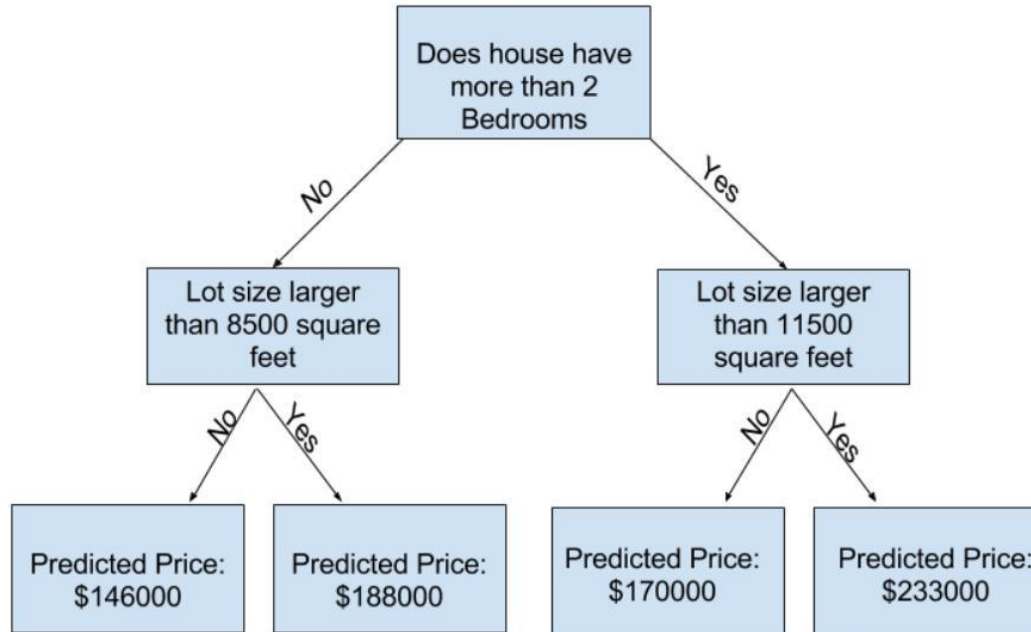 Does house have
more than 2
Bedrooms
No
Yes
Lot size larger
than 8500 square
feet
Lot size larger
than 11500
square feet
No
Yes
No
Yes
Predicted Price:
$146000
Predicted Price:
$188000
Predicted Price:
$170000
Predicted Price:
$233000